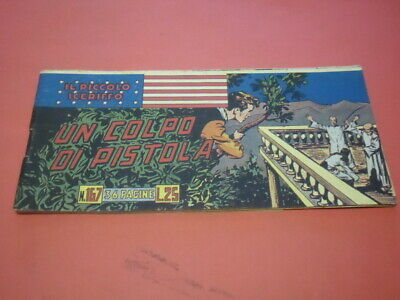 IL PICCOLO
SCERIFFO
UN COLPO
DI PISTOLA
N.167 36 PAGINE L.25